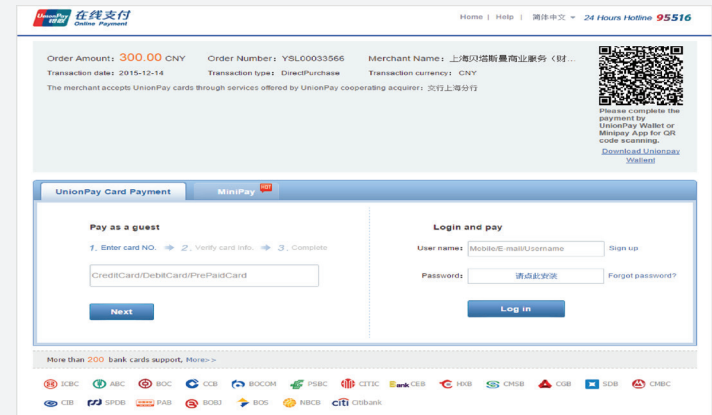 UnionPay 银联 在线支付 Online Payment
Home | Help | 简体中文 24 Hours Hotline 95516
Order Amount: 300.00 CNY Order Number: YSL00033566 Merchant Name: 上海贝塔斯曼商业服务（财...
Transaction date: 2015-12-14 Transaction type: DirectPurchase Transaction currency: CNY
The merchant accepts UnionPay cards through services offered by UnionPay cooperating acquirer: 交行上海分行
Please complete the
payment by
UnionPay Wallet or
Minipay App for QR
code scanning.
Download Unionpay
Wallent
UnionPay Card Payment MiniPay HOT
Pay as a guest
1. Enter card NO. 2. Verify card info. 3. Complete
CreditCard/DebitCard/PrePaidCard
Next
Login and pay
User name: Mobile/E-mail/Username Sign up
Password: 请点此安装 Forgot password?
Log in
More than 200 bank cards support, More>>
ICBC ABC BOC CCB BOCOM PSBC CITIC Bank CEB HXB CMSB CGB SDB CMBC
CIB SPDB PAB BOBJ BOS NBCB citi Citibank